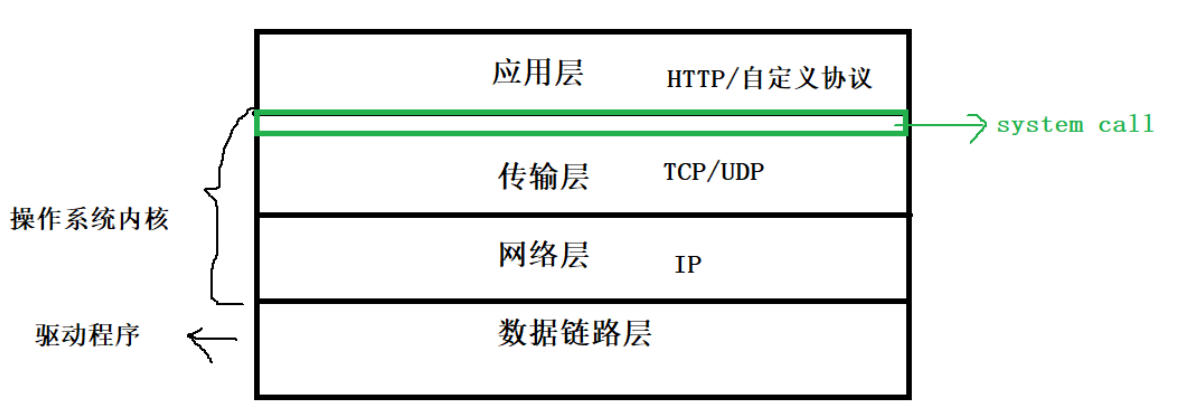 应用层 HTTP/自定义协议
system call
传输层 TCP/UDP
操作系统内核
网络层 IP
驱动程序
数据链路层